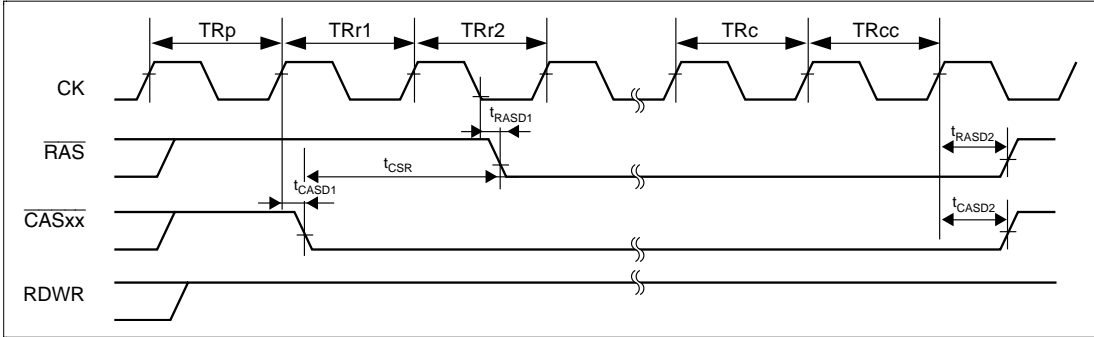 TRp TRr1 TRr2 TRc TRcc
CK
tRASD1
RAS
tRASD2
tCSR
tCASD1
CASxx
tCASD2
RDWR